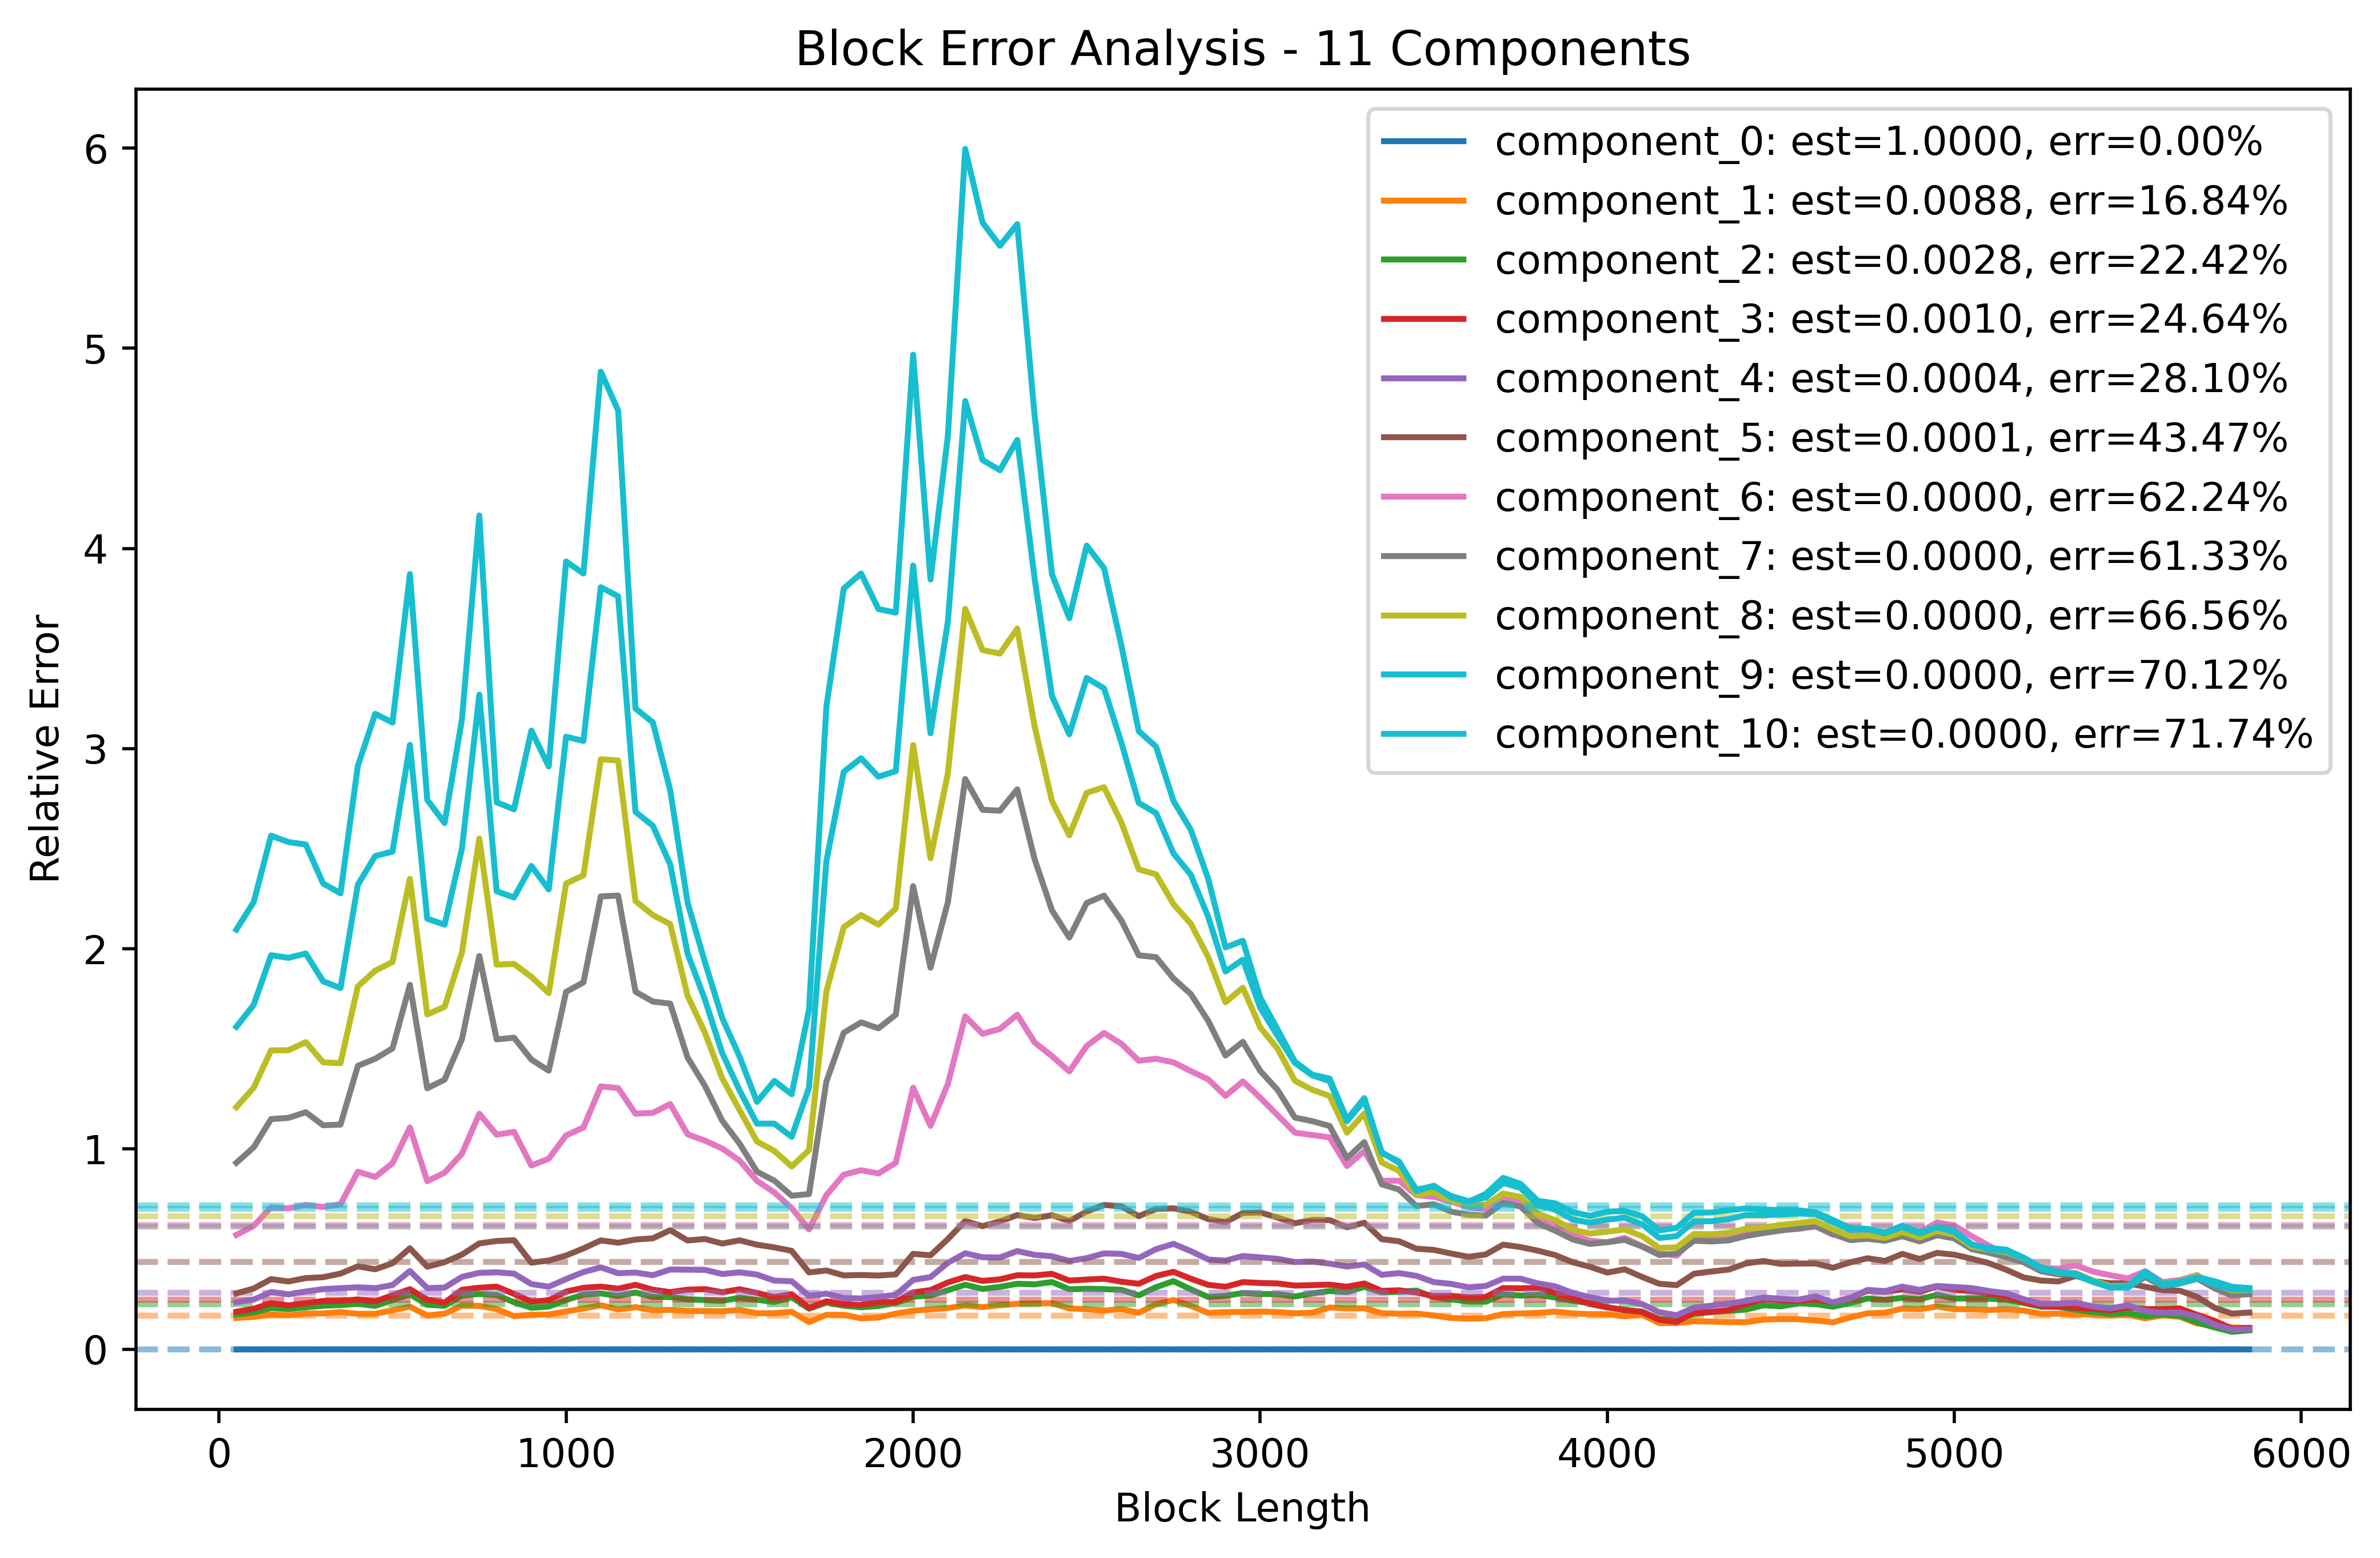 Block Error Analysis - 11 Components
Relative Error
6
5
4
3
2
1
0
component_0: est=1.0000, err=0.00%
component_1: est=0.0088, err=16.84%
component_2: est=0.0028, err=22.42%
component_3: est=0.0010, err=24.64%
component_4: est=0.0004, err=28.10%
component_5: est=0.0001, err=43.47%
component_6: est=0.0000, err=62.24%
component_7: est=0.0000, err=61.33%
component_8: est=0.0000, err=66.56%
component_9: est=0.0000, err=70.12%
component_10: est=0.0000, err=71.74%
0 1000 2000 3000 4000 5000 6000
Block Length